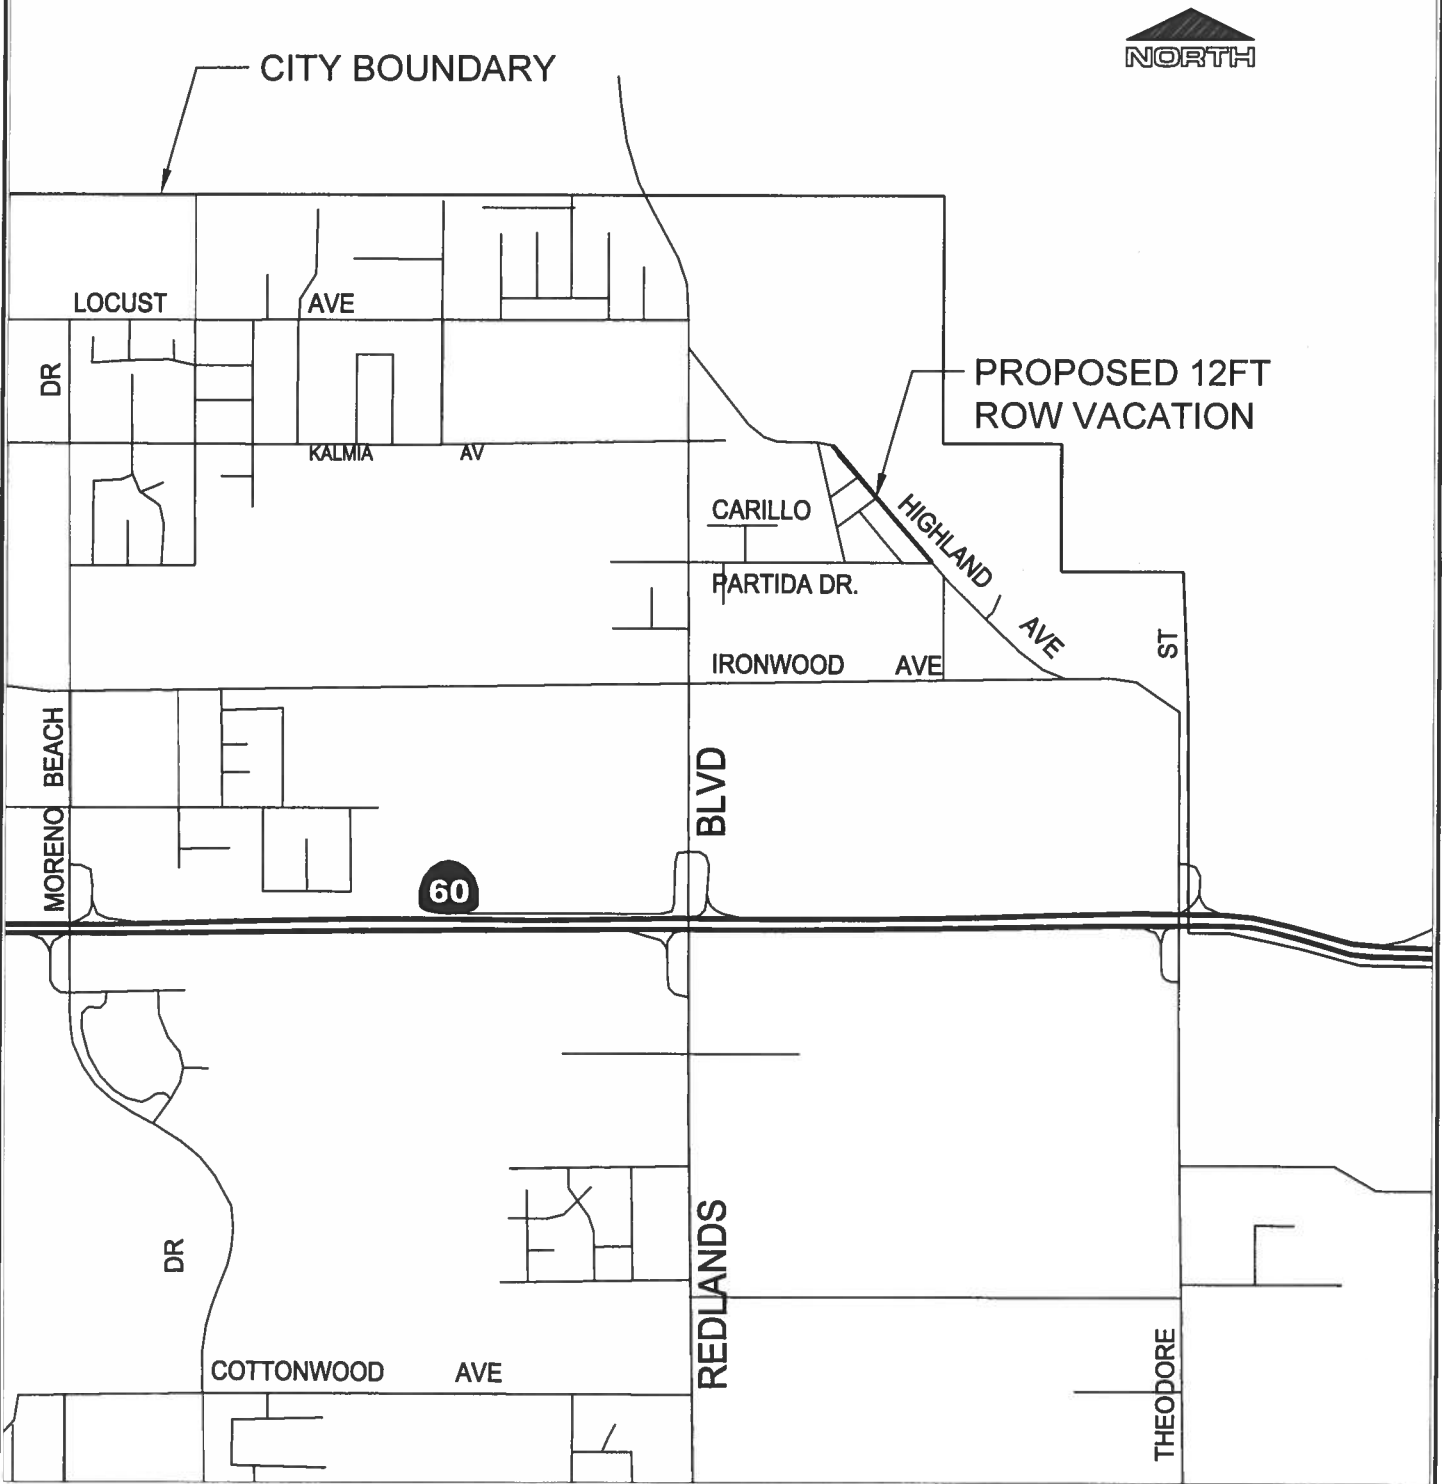 NORTH
CITY BOUNDARY
LOCUST AVE
DR
PROPOSED 12FT
ROW VACATION
KALMIA AV
CARILLO
HIGHLAND AVE
PARTIDA DR.
IRONWOOD AVE
ST
MORENO BEACH
BLVD
60
DR
REDLANDS
COTTONWOOD AVE
THEODORE